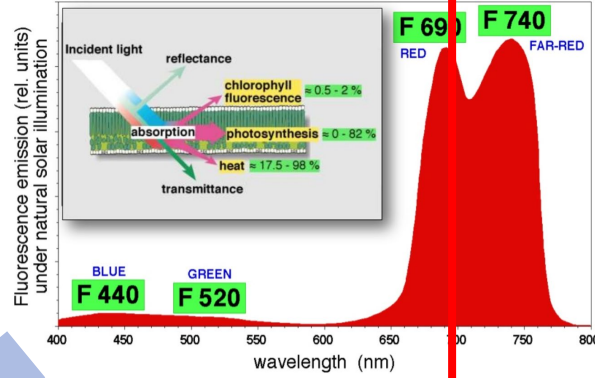 Fluorescence emission (rel. units)
under natural solar illumination
Incident light
reflectance
chlorophyll
fluorescence ≈ 0.5 - 2 %
absorption
photosynthesis ≈ 0 - 82 %
heat ≈ 17.5 - 98 %
transmittance
F 690
RED
F 740
FAR-RED
BLUE
F 440
GREEN
F 520
400 450 500 550 600 650 700 750 800
wavelength (nm)